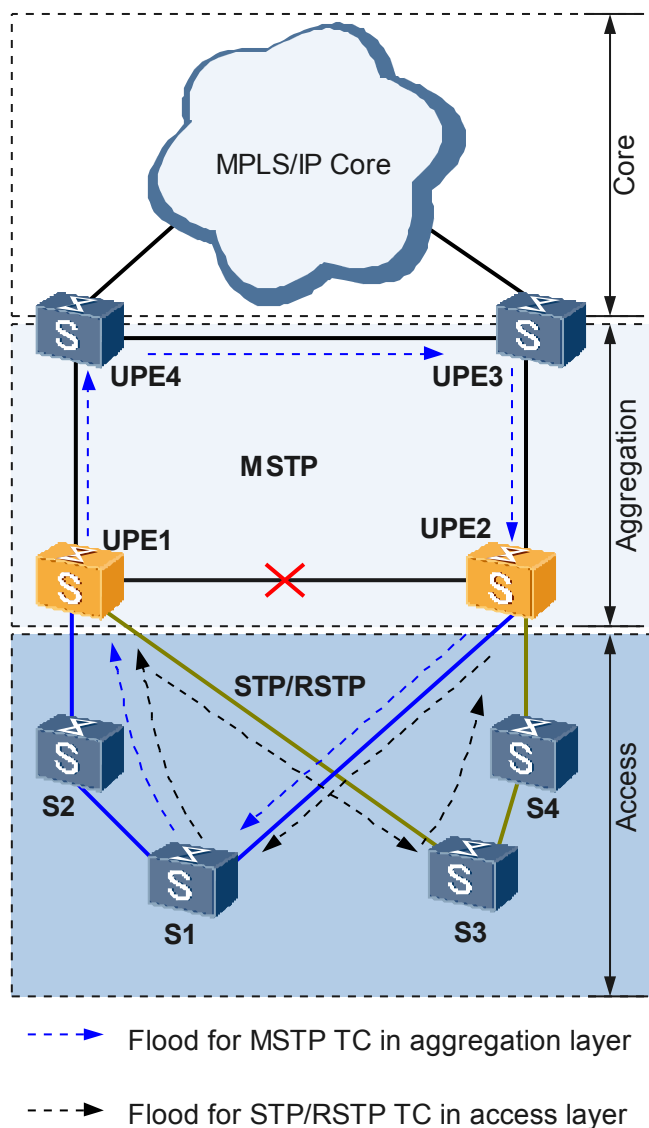 MPLS/IP Core
Core
S
S
UPE4
UPE3
MSTP
Aggregation
UPE1
UPE2
S
S
STP/RSTP
S
S
S2
S4
Access
S
S
S1
S3
Flood for MSTP TC in aggregation layer
Flood for STP/RSTP TC in access layer